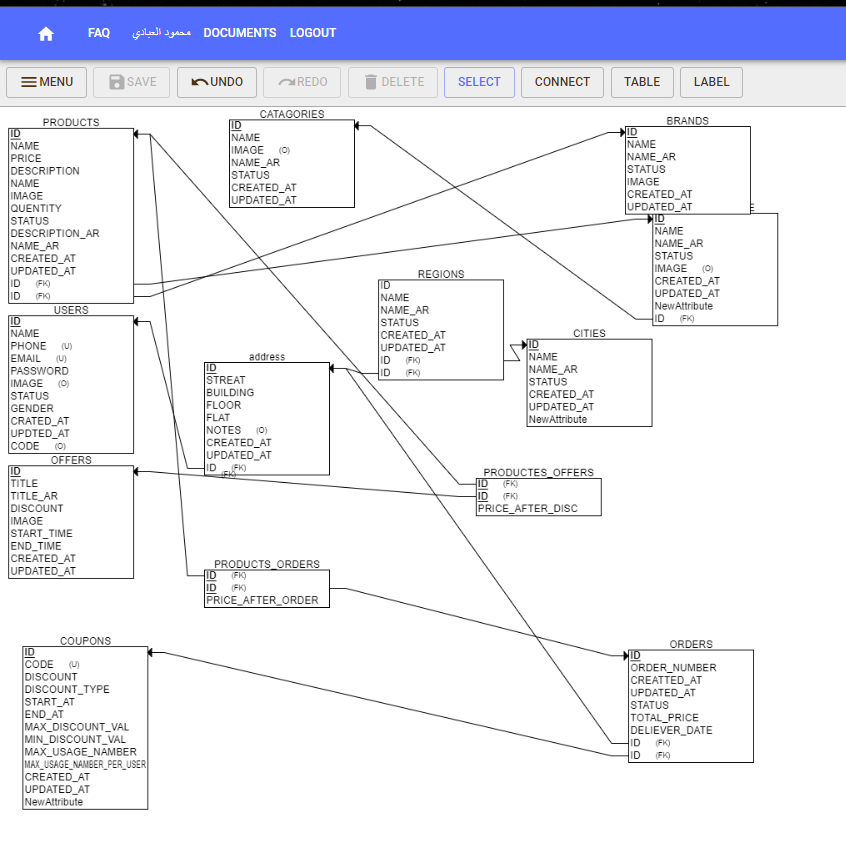 FAQ محمود العبادي DOCUMENTS LOGOUT
MENU SAVE UNDO REDO DELETE SELECT CONNECT TABLE LABEL
PRODUCTS
ID
NAME
PRICE
DESCRIPTION
NAME
IMAGE
QUENTITY
STATUS
DESCRIPTION_AR
NAME_AR
CREATED_AT
UPDATED_AT
ID (FK)
ID (FK)
CATAGORIES
ID
NAME
IMAGE (O)
NAME_AR
STATUS
CREATED_AT
UPDATED_AT
BRANDS
ID
NAME
NAME_AR
STATUS
IMAGE
CREATED_AT
UPDATED_AT
E
ID
NAME
NAME_AR
STATUS
IMAGE (O)
CREATED_AT
UPDATED_AT
NewAttribute
ID (FK)
REGIONS
ID
NAME
NAME_AR
STATUS
CREATED_AT
UPDATED_AT
ID (FK)
ID (FK)
CITIES
ID
NAME
NAME_AR
STATUS
CREATED_AT
UPDATED_AT
NewAttribute
USERS
ID
NAME
PHONE (U)
EMAIL (U)
PASSWORD
IMAGE (O)
STATUS
GENDER
CRATED_AT
UPDTED_AT
CODE (O)
address
ID
STREAT
BUILDING
FLOOR
FLAT
NOTES (O)
CREATED_AT
UPDATED_AT
ID (FK)
(FK)
OFFERS
ID
TITLE
TITLE_AR
DISCOUNT
IMAGE
START_TIME
END_TIME
CREATED_AT
UPDATED_AT
PRODUCTES_OFFERS
ID (FK)
ID (FK)
PRICE_AFTER_DISC
PRODUCTS_ORDERS
ID (FK)
ID (FK)
PRICE_AFTER_ORDER
COUPONS
ID
CODE (U)
DISCOUNT
DISCOUNT_TYPE
START_AT
END_AT
MAX_DISCOUNT_VAL
MIN_DISCOUNT_VAL
MAX_USAGE_NAMBER
MAX_USAGE_NAMBER_PER_USER
CREATED_AT
UPDATED_AT
NewAttribute
ORDERS
ID
ORDER_NUMBER
CREATTED_AT
UPDATED_AT
STATUS
TOTAL_PRICE
DELIEVER_DATE
ID (FK)
ID (FK)